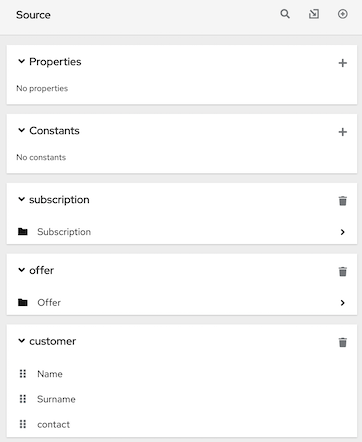 Source
Properties
No properties
Constants
No constants
subscription
Subscription
offer
Offer
customer
Name
Surname
contact